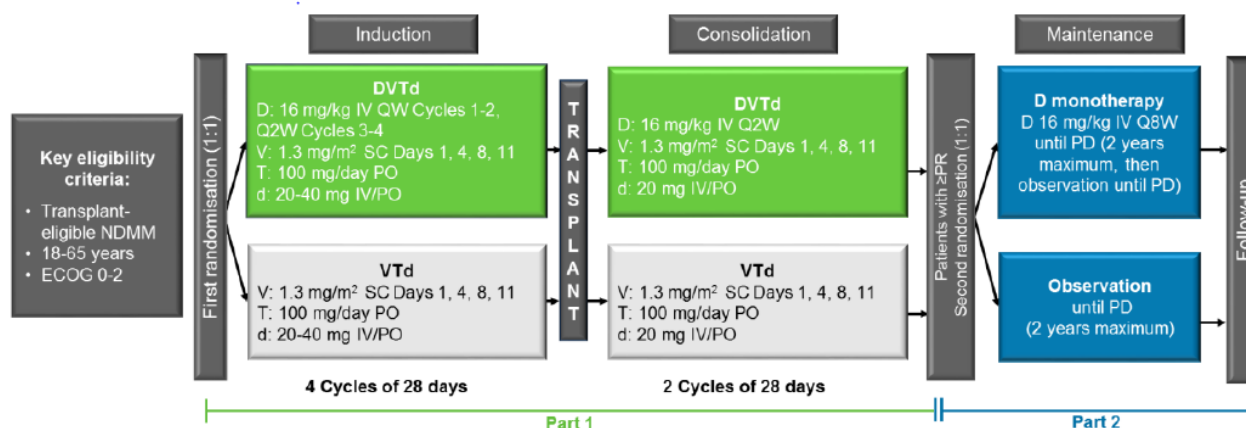 Induction
Consolidation
Maintenance
Key eligibility
criteria:
• Transplant-
eligible NDMM
• 18-65 years
• ECOG 0-2
First randomisation (1:1)
DVTd
D: 16 mg/kg IV QW Cycles 1-2,
Q2W Cycles 3-4
V: 1.3 mg/m² SC Days 1, 4, 8, 11
T: 100 mg/day PO
d: 20-40 mg IV/PO
VTd
V: 1.3 mg/m² SC Days 1, 4, 8, 11
T: 100 mg/day PO
d: 20-40 mg IV/PO
4 Cycles of 28 days
TRANSPLANT
DVTd
D: 16 mg/kg IV Q2W
V: 1.3 mg/m² SC Days 1, 4, 8, 11
T: 100 mg/day PO
d: 20 mg IV/PO
VTd
V: 1.3 mg/m² SC Days 1, 4, 8, 11
T: 100 mg/day PO
d: 20 mg IV/PO
2 Cycles of 28 days
Patients with ≥PR
Second randomisation (1:1)
D monotherapy
D 16 mg/kg IV Q8W
until PD (2 years
maximum, then
observation until PD)
Observation
until PD
(2 years maximum)
Follow-up
Part 1
Part 2